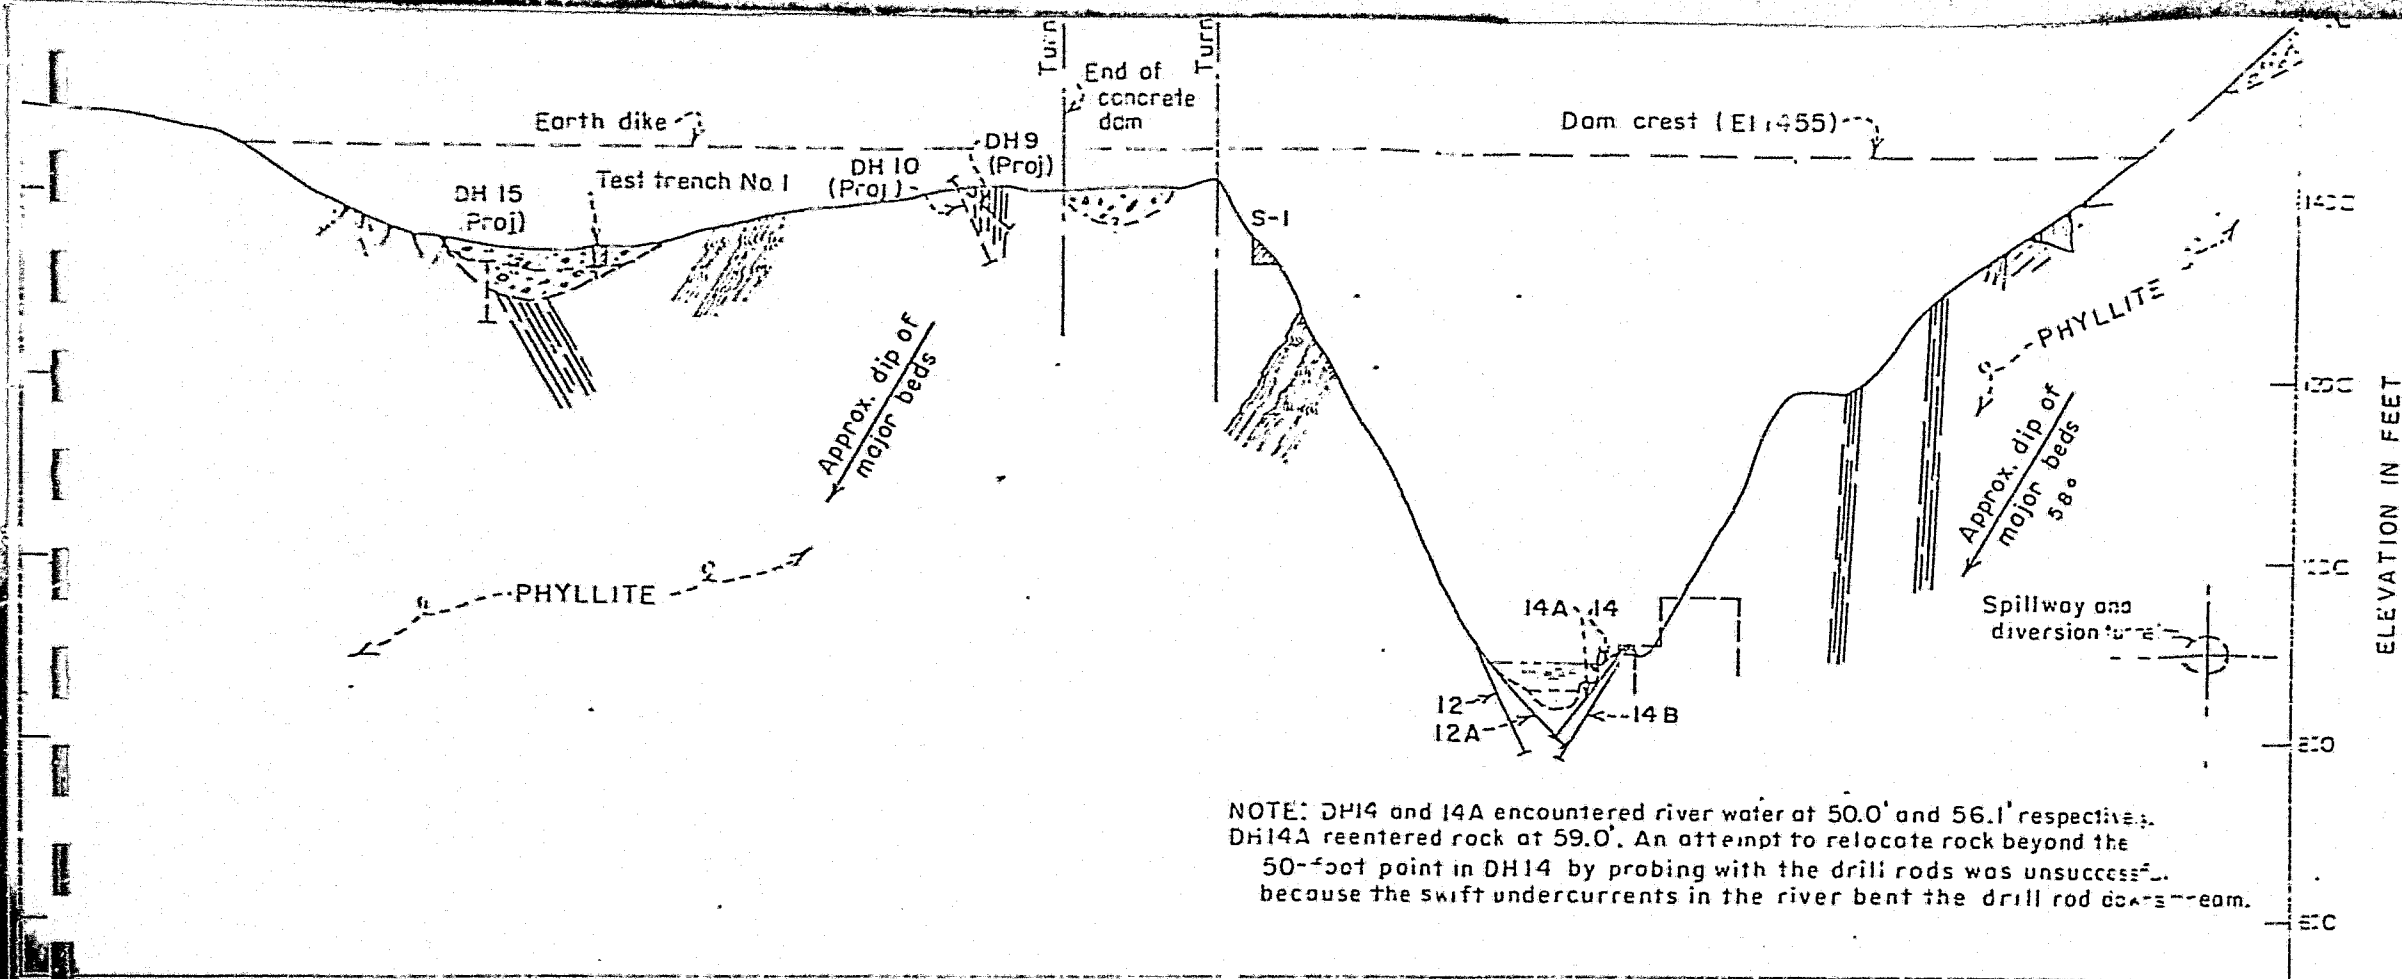 Turn
Turn
End of
concrete
dam
Earth dike
Dam crest (El 1455)
DH 9
(Proj)
DH 10
(Proj)
DH 15
Proj)
Test trench No 1
S-1
PHYLLITE
Approx. dip of
major beds
Approx. dip of
major beds
58°
PHYLLITE
ELEVATION IN FEET
14A
14
Spillway and
diversion
12
12A
14B
NOTE: DH14 and 14A encountered river water at 50.0' and 56.1'
DH14A reentered rock at 59.0'. An attempt to relocate rock beyond the
50-foot point in DH14 by probing with the drill rods was
because the swift undercurrents in the river bent the drill rod